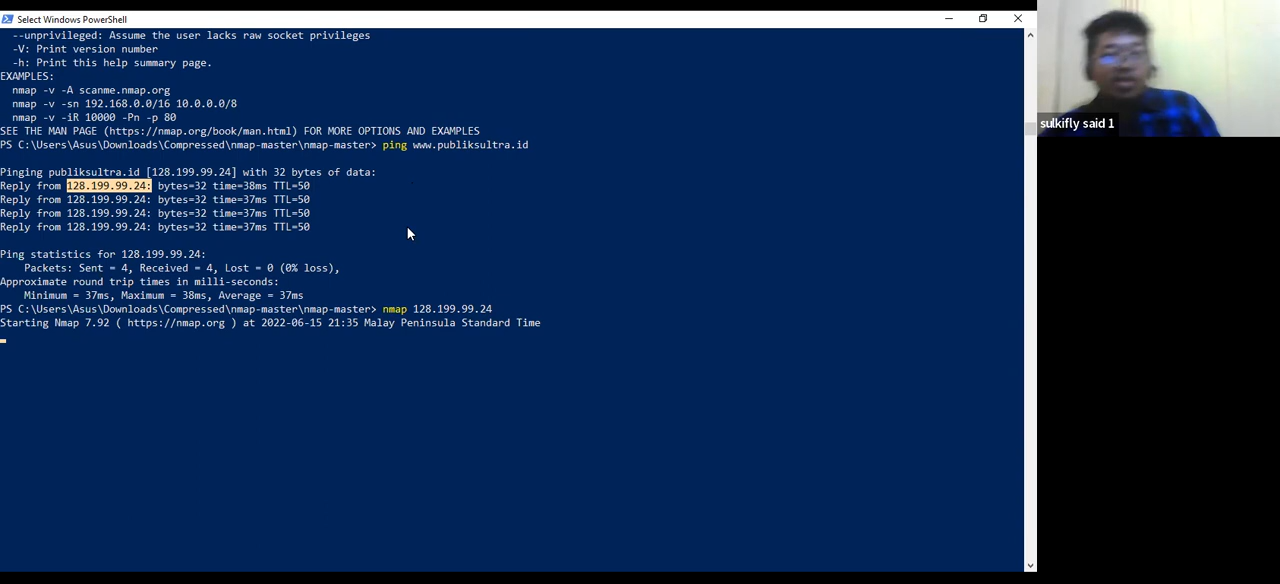 Select Windows PowerShell
--unprivileged: Assume the user lacks raw socket privileges
-V: Print version number
-h: Print this help summary page.
EXAMPLES:
nmap -v -A scanme.nmap.org
nmap -v -sn 192.168.0.0/16 10.0.0.0/8
nmap -v -iR 10000 -Pn -p 80
SEE THE MAN PAGE (https://nmap.org/book/man.html) FOR MORE OPTIONS AND EXAMPLES
PS C:\Users\Asus\Downloads\Compressed\nmap-master\nmap-master> ping www.publiksultra.id
Pinging publiksultra.id [128.199.99.24] with 32 bytes of data:
Reply from 128.199.99.24: bytes=32 time=38ms TTL=50
Reply from 128.199.99.24: bytes=32 time=37ms TTL=50
Reply from 128.199.99.24: bytes=32 time=37ms TTL=50
Reply from 128.199.99.24: bytes=32 time=37ms TTL=50
Ping statistics for 128.199.99.24:
Packets: Sent = 4, Received = 4, Lost = 0 (0% loss),
Approximate round trip times in milli-seconds:
Minimum = 37ms, Maximum = 38ms, Average = 37ms
PS C:\Users\Asus\Downloads\Compressed\nmap-master\nmap-master> nmap 128.199.99.24
Starting Nmap 7.92 ( https://nmap.org ) at 2022-06-15 21:35 Malay Peninsula Standard Time
sulkifly said 1